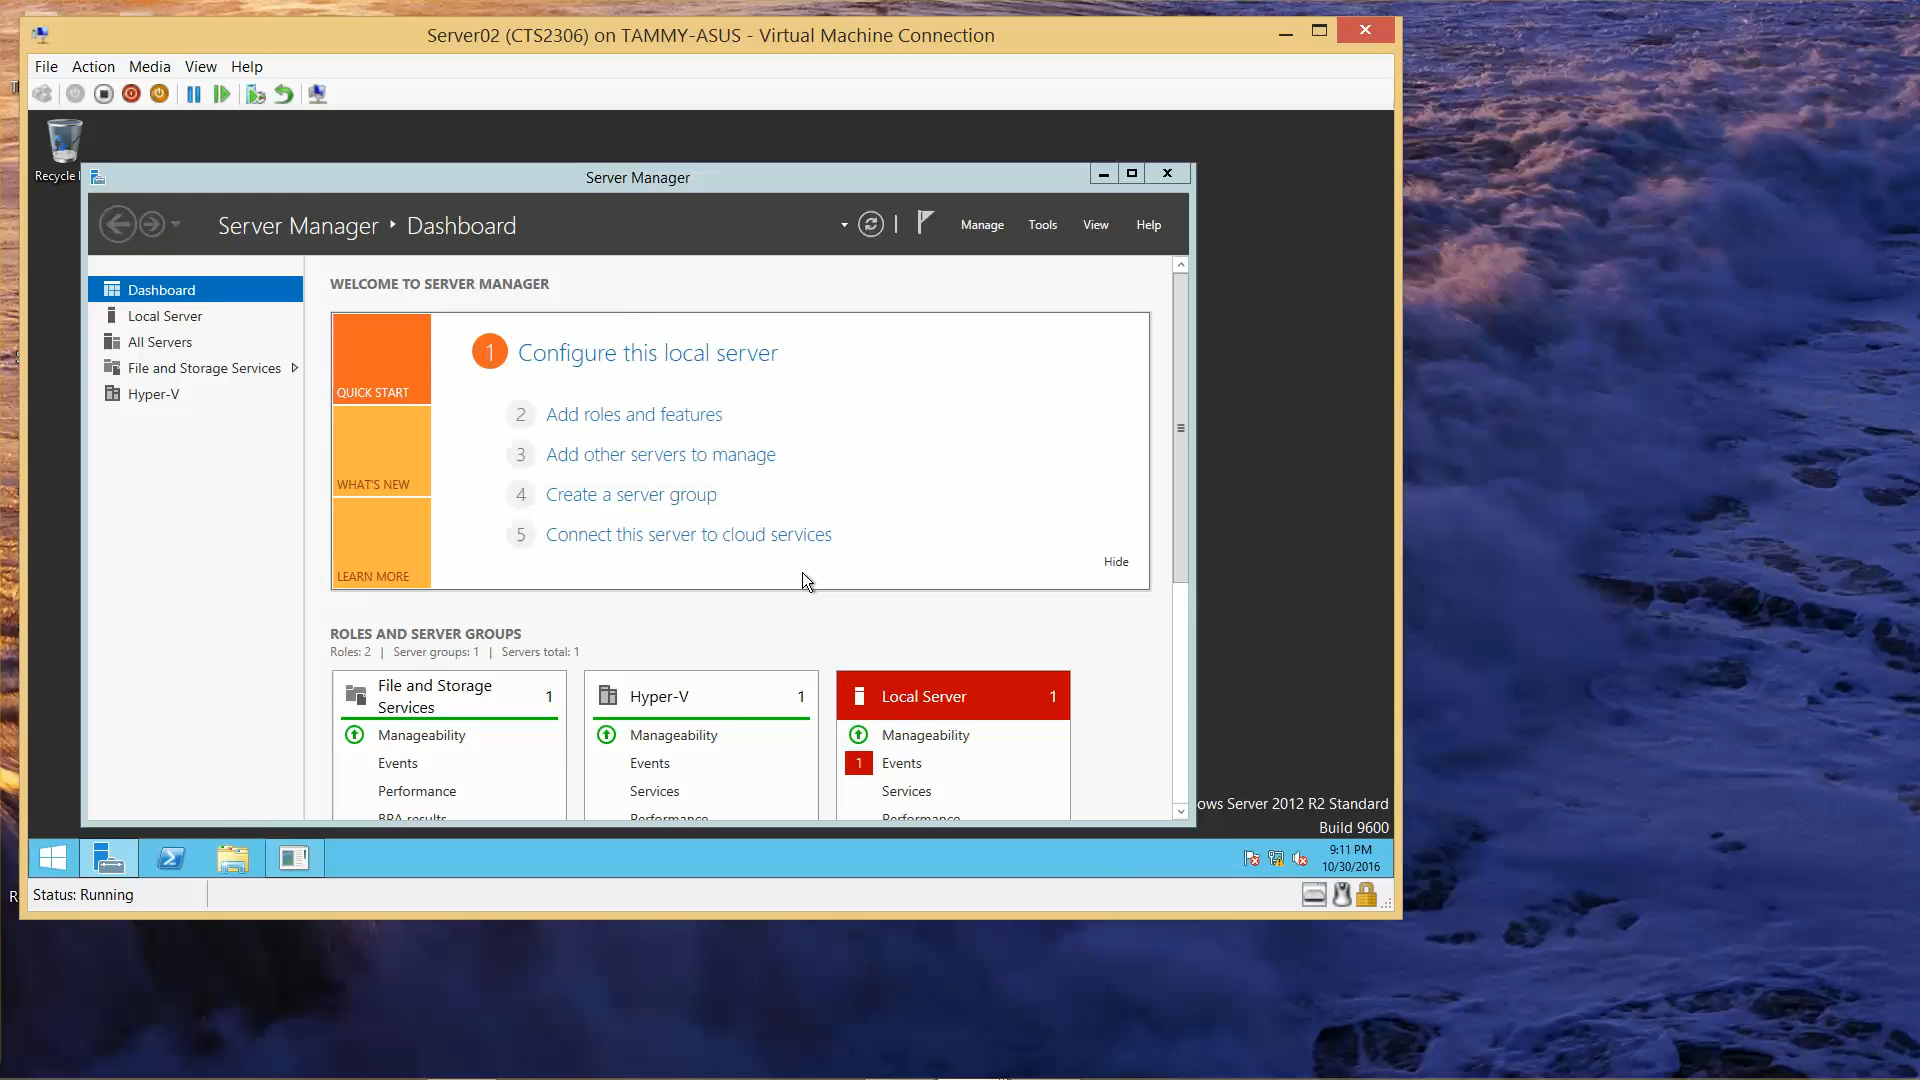 Server02 (CTS2306) on TAMMY-ASUS - Virtual Machine Connection
File Action Media View Help
Recycle
Server Manager
Server Manager ‣ Dashboard
Manage Tools View Help
Dashboard
Local Server
All Servers
File and Storage Services
Hyper-V
WELCOME TO SERVER MANAGER
QUICK START
WHAT'S NEW
LEARN MORE
1 Configure this local server
2 Add roles and features
3 Add other servers to manage
4 Create a server group
5 Connect this server to cloud services
Hide
ROLES AND SERVER GROUPS
Roles: 2 | Server groups: 1 | Servers total: 1
File and Storage
Services 1
Manageability
Events
Performance
BPA results
Hyper-V 1
Manageability
Events
Services
Performance
Local Server 1
Manageability
1 Events
Services
Performance
ows Server 2012 R2 Standard
Build 9600
9:11 PM
10/30/2016
Status: Running